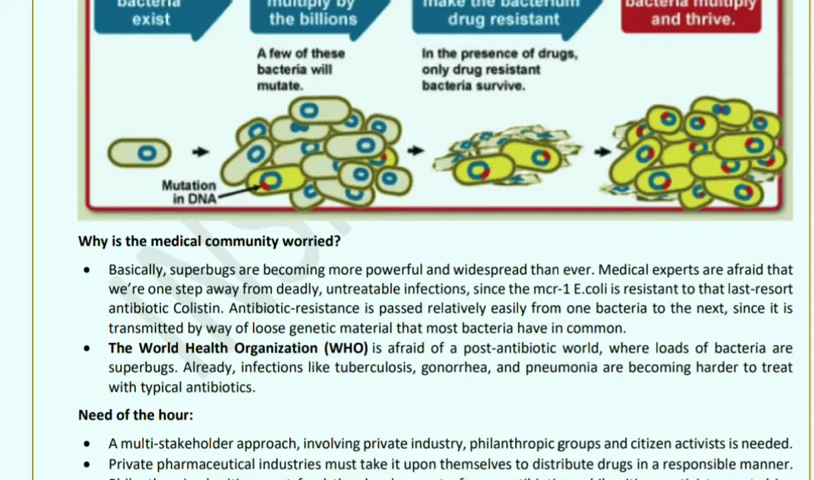 bacteria
exist
multiply by
the billions
make the bacterium
drug resistant
bacteria multiply
and thrive.
A few of these
bacteria will
mutate.
In the presence of drugs,
only drug resistant
bacteria survive.
Mutation
in DNA
Why is the medical community worried?
• Basically, superbugs are becoming more powerful and widespread than ever. Medical experts are afraid that
we're one step away from deadly, untreatable infections, since the mcr-1 E.coli is resistant to that last-resort
antibiotic Colistin. Antibiotic-resistance is passed relatively easily from one bacteria to the next, since it is
transmitted by way of loose genetic material that most bacteria have in common.
• The World Health Organization (WHO) is afraid of a post-antibiotic world, where loads of bacteria are
superbugs. Already, infections like tuberculosis, gonorrhea, and pneumonia are becoming harder to treat
with typical antibiotics.
Need of the hour:
• A multi-stakeholder approach, involving private industry, philanthropic groups and citizen activists is needed.
• Private pharmaceutical industries must take it upon themselves to distribute drugs in a responsible manner.